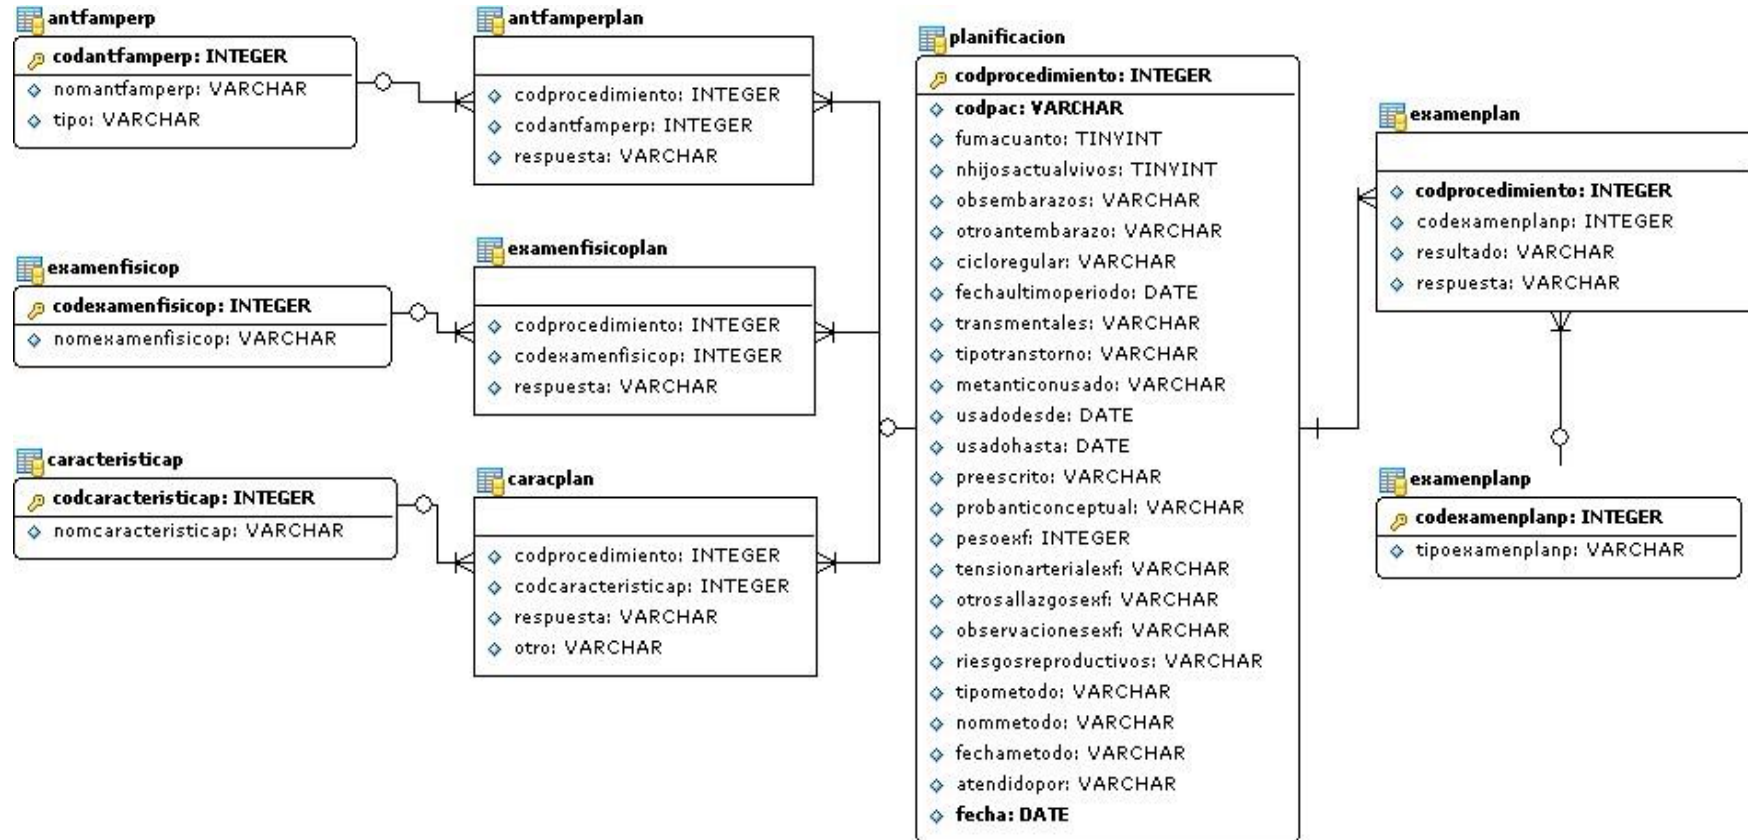 antfamperp
codantfamperp: INTEGER
nomantfamperp: VARCHAR
tipo: VARCHAR
examenfisicop
codexamenfisicop: INTEGER
nomexamenfisicop: VARCHAR
caracteristicap
codcaracteristicap: INTEGER
nomcaracteristicap: VARCHAR
antfamperplan
codprocedimiento: INTEGER
codantfamperp: INTEGER
respuesta: VARCHAR
examenfisicoplan
codprocedimiento: INTEGER
codexamenfisicop: INTEGER
respuesta: VARCHAR
caracplan
codprocedimiento: INTEGER
codcaracteristicap: INTEGER
respuesta: VARCHAR
otro: VARCHAR
planificacion
codprocedimiento: INTEGER
codpac: VARCHAR
fumacuanto: TINYINT
nhijosactualvivos: TINYINT
obsembarazos: VARCHAR
otroantembarazo: VARCHAR
cicloregular: VARCHAR
fechaultimoperiodo: DATE
transmentales: VARCHAR
tipotranstorno: VARCHAR
metanticonusado: VARCHAR
usadodesde: DATE
usadohasta: DATE
preescrito: VARCHAR
probanticonceptual: VARCHAR
pesoexf: INTEGER
tensionarterialexf: VARCHAR
otrosallazgosexf: VARCHAR
observacionesexf: VARCHAR
riesgosreproductivos: VARCHAR
tipometodo: VARCHAR
nommetodo: VARCHAR
fechametodo: VARCHAR
atendidopor: VARCHAR
fecha: DATE
examenplan
codprocedimiento: INTEGER
codexamenplanp: INTEGER
resultado: VARCHAR
respuesta: VARCHAR
examenplanp
codexamenplanp: INTEGER
tipoexamenplanp: VARCHAR